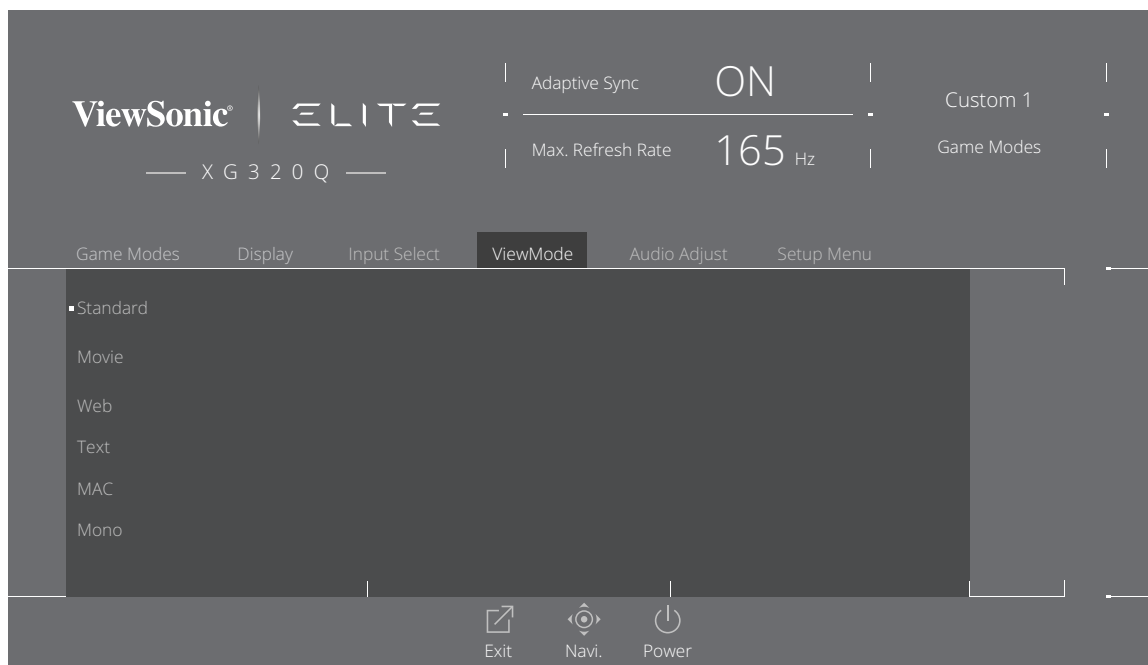 ViewSonic® ELITE
XG320Q
Adaptive Sync ON
Max. Refresh Rate 165 Hz
Custom 1
Game Modes
Game Modes Display Input Select ViewMode Audio Adjust Setup Menu
Standard
Movie
Web
Text
MAC
Mono
Exit Navi. Power